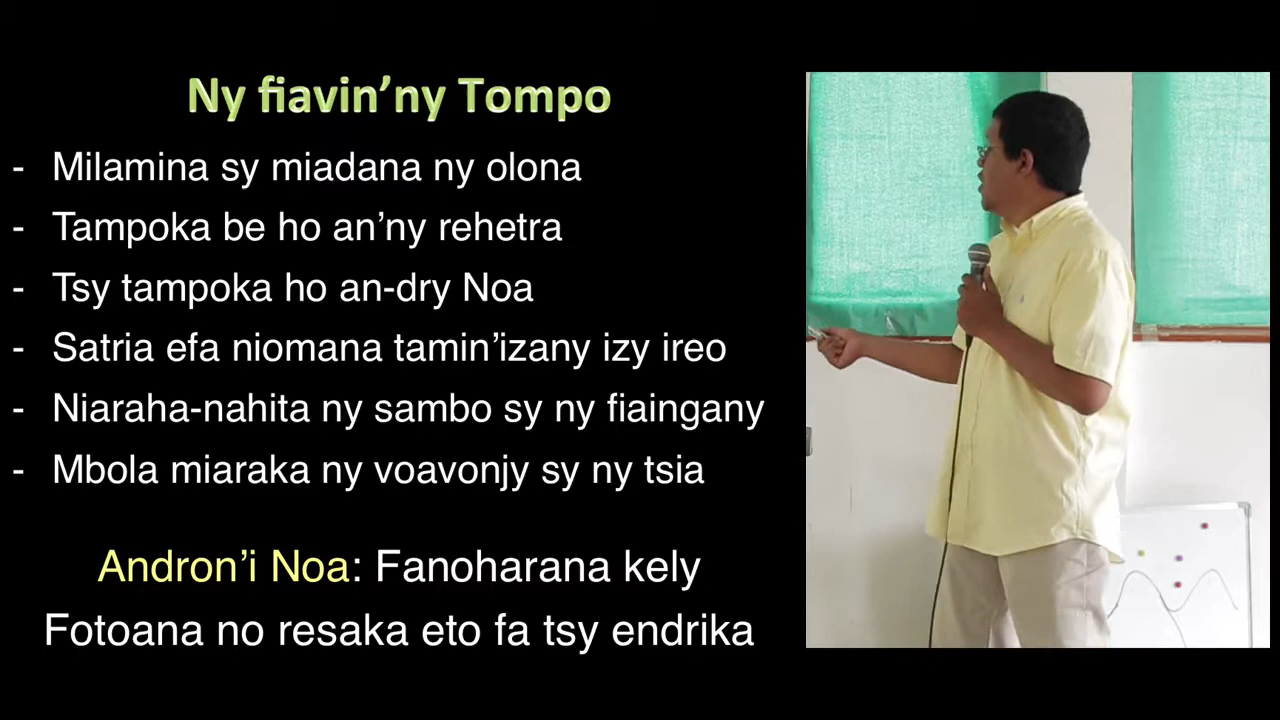 Ny fiavin’ny Tompo
- Milamina sy miadana ny olona
- Tampoka be ho an’ny rehetra
- Tsy tampoka ho an-dry Noa
- Satria efa niomana tamin’izany izy ireo
- Niaraha-nahita ny sambo sy ny fiaingany
- Mbola miaraka ny voavonjy sy ny tsia
Andron’i Noa: Fanoharana kely
Fotoana no resaka eto fa tsy endrika